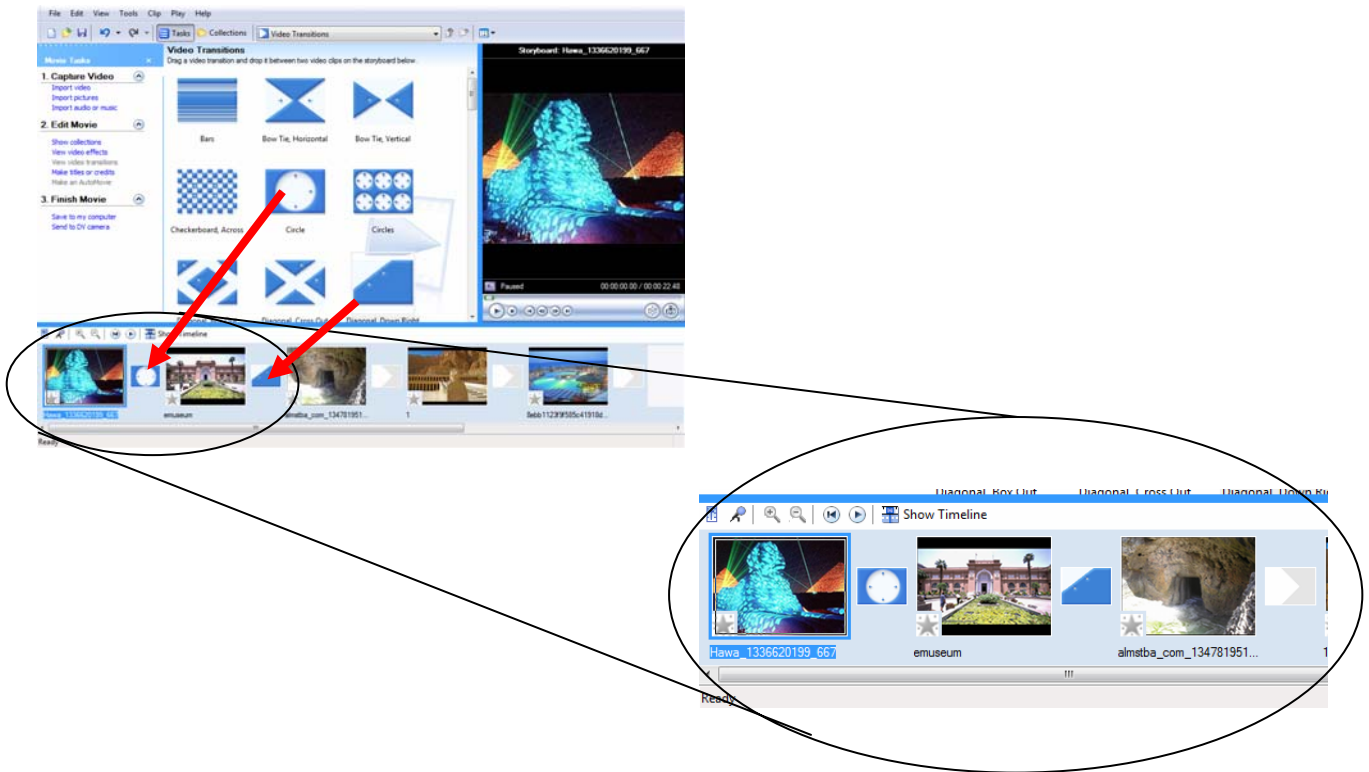 File Edit View Tools Clip Play Help
Tasks Collections Video Transitions
Movie Tasks
1. Capture Video
Import video
Import pictures
Import audio or music
2. Edit Movie
Show collections
View video effects
View video transitions
Make titles or credits
Make an AutoMovie
3. Finish Movie
Save to my computer
Send to DV camera
Video Transitions
Drag a video transition and drop it between two video clips on the storyboard below.
Bars
Bow Tie, Horizontal
Bow Tie, Vertical
Checkerboard, Across
Circle
Circles
Diagonal, Cross Out
Diagonal, Down Right
Storyboard: Hawa_1336620199_667
Paused
00:00:00.00 / 00:00:22.48
Show Timeline
Hawa_1336620199_667
emuseum
almstba_com_134781951...
1
Ready
Diagonal, Box Out
Diagonal, Cross Out
Diagonal, Down Ri
Show Timeline
Hawa_1336620199_667
emuseum
almstba_com_134781951...
1
Ready